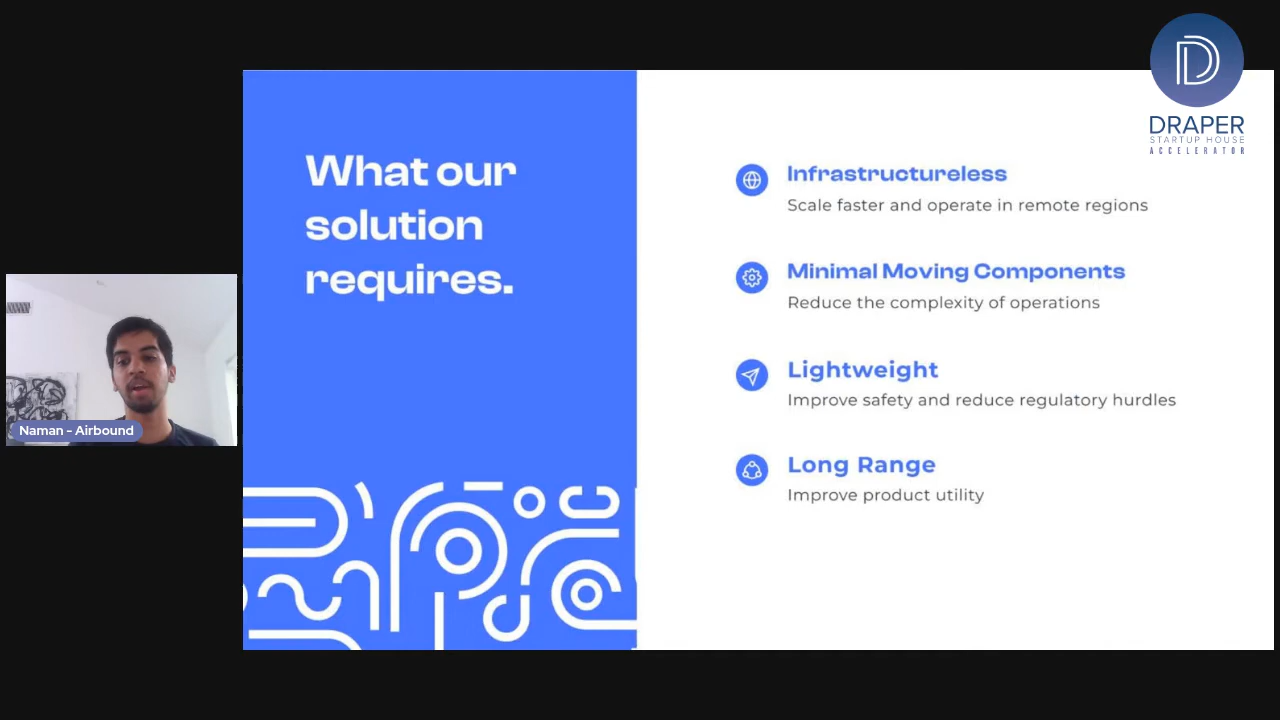 DRAPER
STARTUP HOUSE
ACCELERATOR
What our
solution
requires.
Infrastructureless
Scale faster and operate in remote regions
Minimal Moving Components
Reduce the complexity of operations
Lightweight
Improve safety and reduce regulatory hurdles
Long Range
Improve product utility
Naman - Airbound